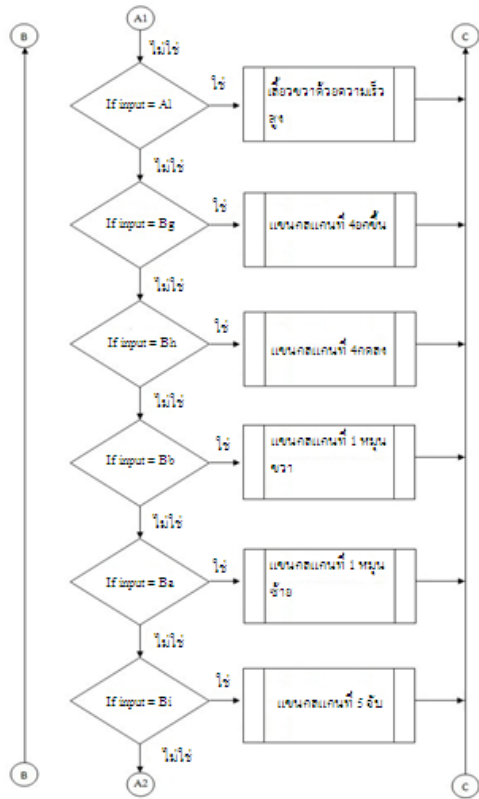 A1
B
C
ไม่ใช่
If input = Al
ใช่
เลี้ยวขวาด้วยความเร็ว
สูง
ไม่ใช่
If input = Bg
ใช่
แขนกลแกนที่ 4ยกขึ้น
ไม่ใช่
If input = Bh
ใช่
แขนกลแกนที่ 4กดลง
ไม่ใช่
If input = Bb
ใช่
แขนกลแกนที่ 1 หมุน
ขวา
ไม่ใช่
If input = Ba
ใช่
แขนกลแกนที่ 1 หมุน
ซ้าย
ไม่ใช่
If input = Bi
ใช่
แขนกลแกนที่ 5 จับ
ไม่ใช่
B
A2
C